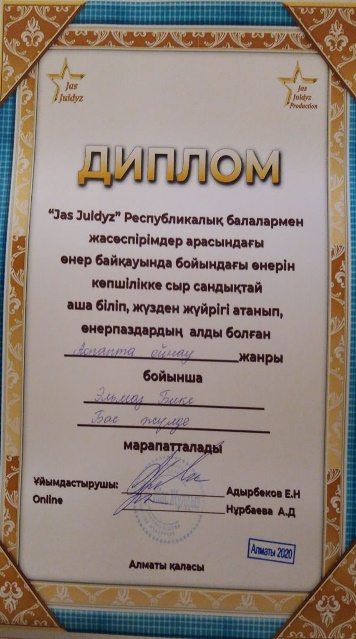 Jas
Juldyz
Jas
Juldyz
Production
ДИПЛОМ
“Jas Juldyz” Республикалық балалармен
жасөспірімдер арасындағы
өнер байқауында бойындағы өнерін
көпшілікке сыр сандықтай
аша біліп, жүзден жүйрігі атанып,
өнерпаздардың алды болған
Аспапта ойнау жанры
бойынша
Эльмаз Бикс
Бас жүлде
марапатталады
Ұйымдастырушы: Адырбеков Е.Н
Online Нұрбаева А.Д
Алматы 2020
Алматы қаласы